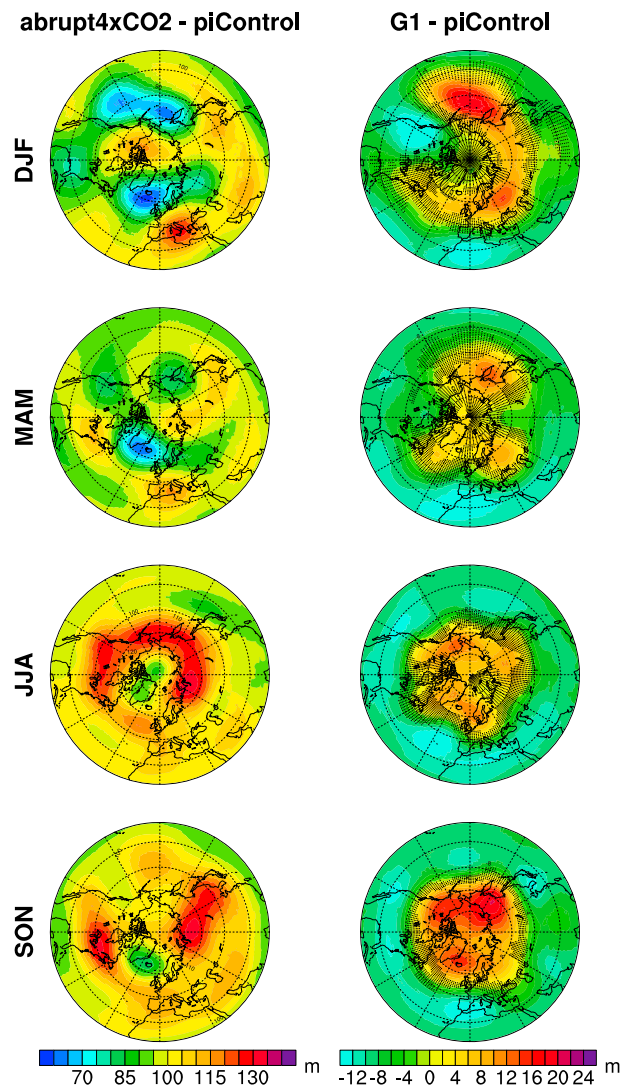 abrupt4xCO2 - piControl G1 - piControl
DJF
MAM
JJA
SON
70 85 100 115 130 m
-12 -8 -4 0 4 8 12 16 20 24 m